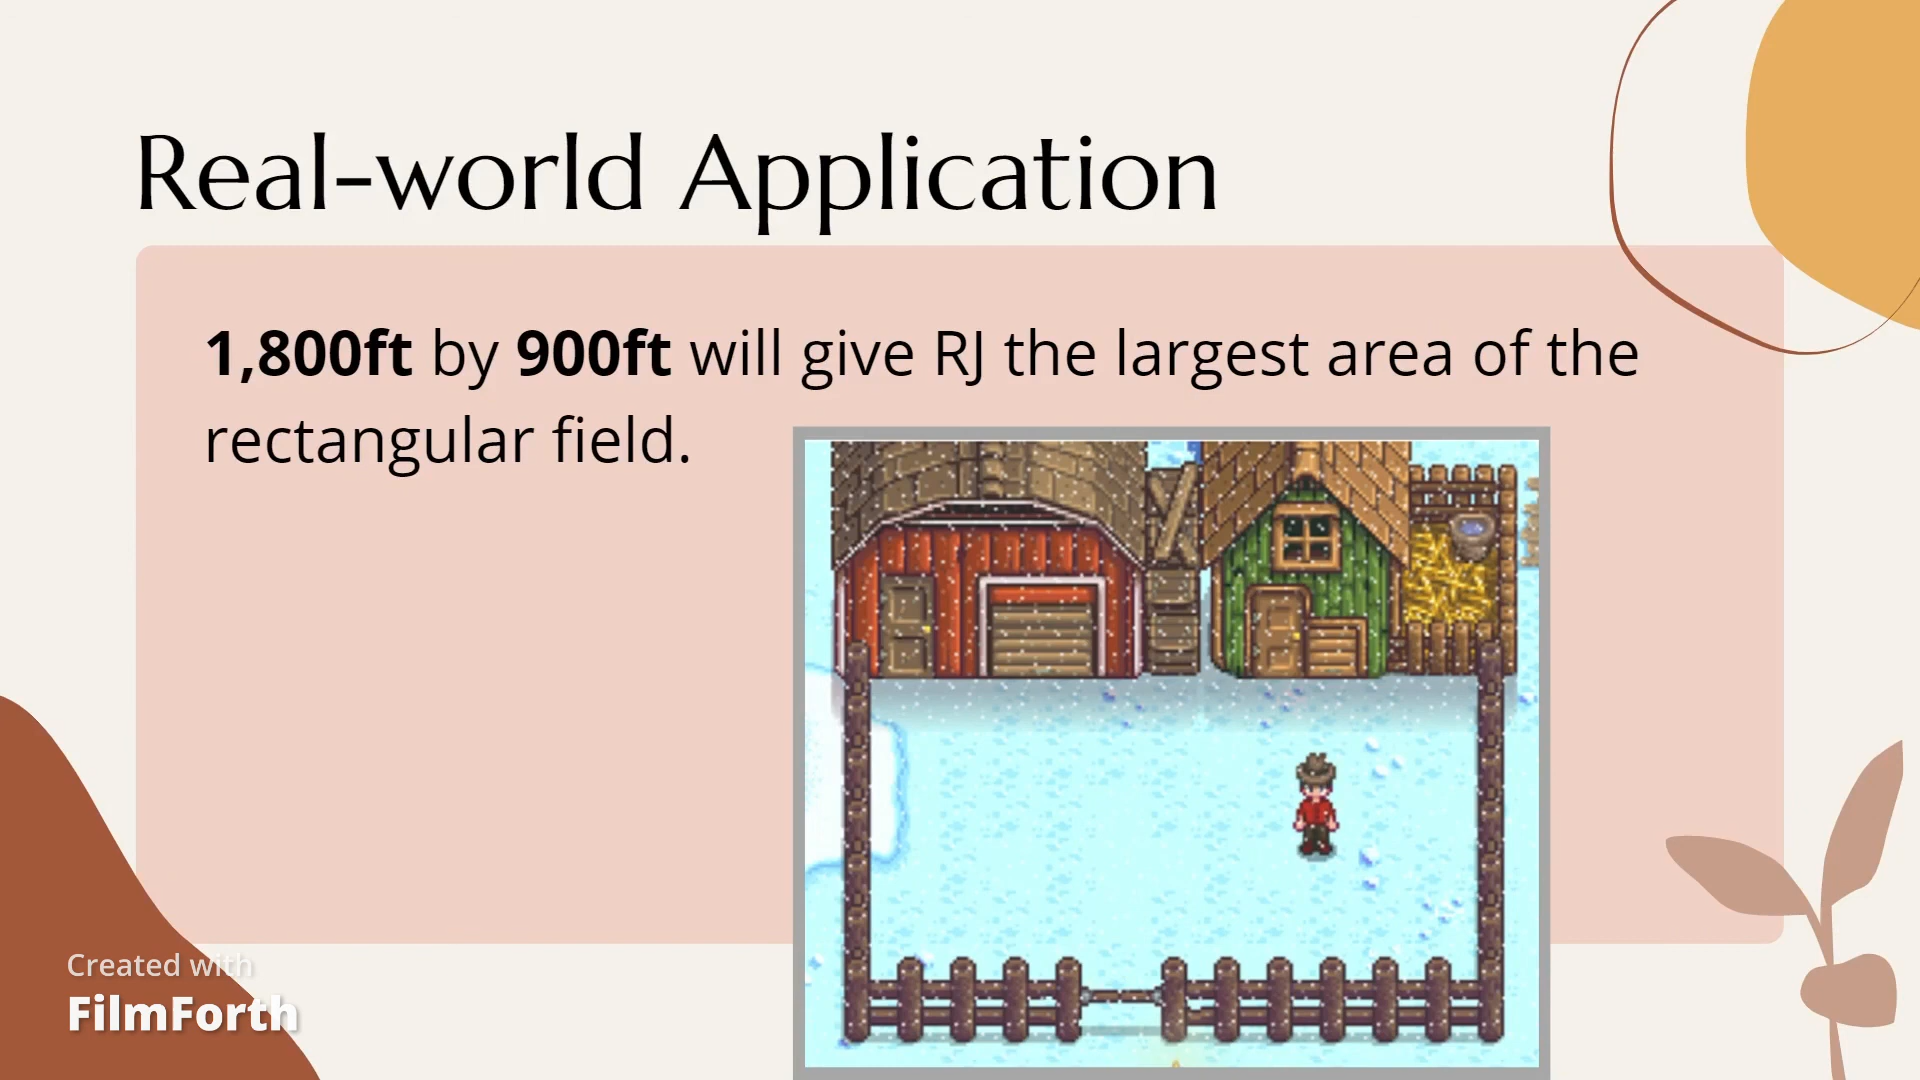 Real-world Application
1,800ft by 900ft will give RJ the largest area of the
rectangular field.
Created with
FilmForth